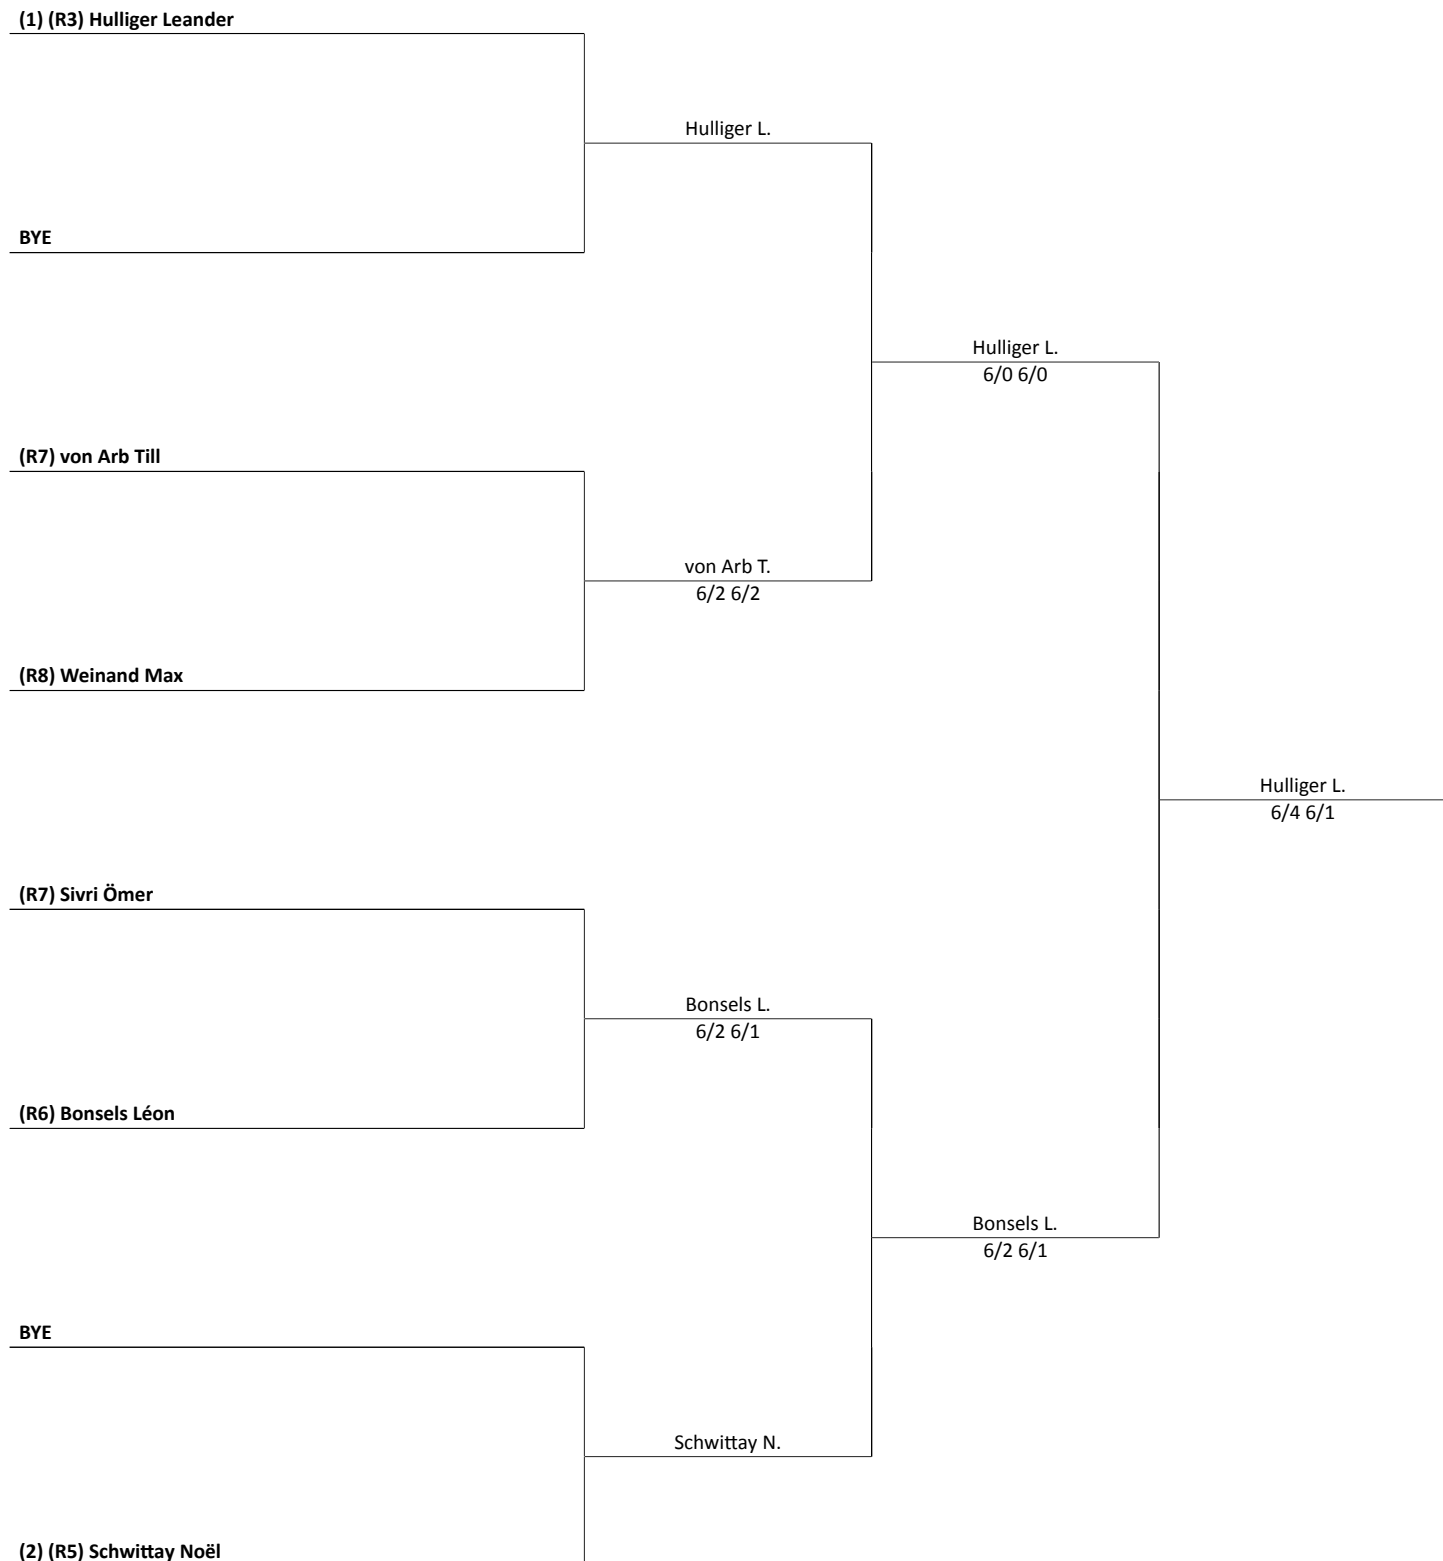 (1) (R3) Hulliger Leander
Hulliger L.
BYE
Hulliger L.
6/0 6/0
(R7) von Arb Till
von Arb T.
6/2 6/2
(R8) Weinand Max
Hulliger L.
6/4 6/1
(R7) Sivri Ömer
Bonsels L.
6/2 6/1
(R6) Bonsels Léon
Bonsels L.
6/2 6/1
BYE
Schwittay N.
(2) (R5) Schwittay Noël